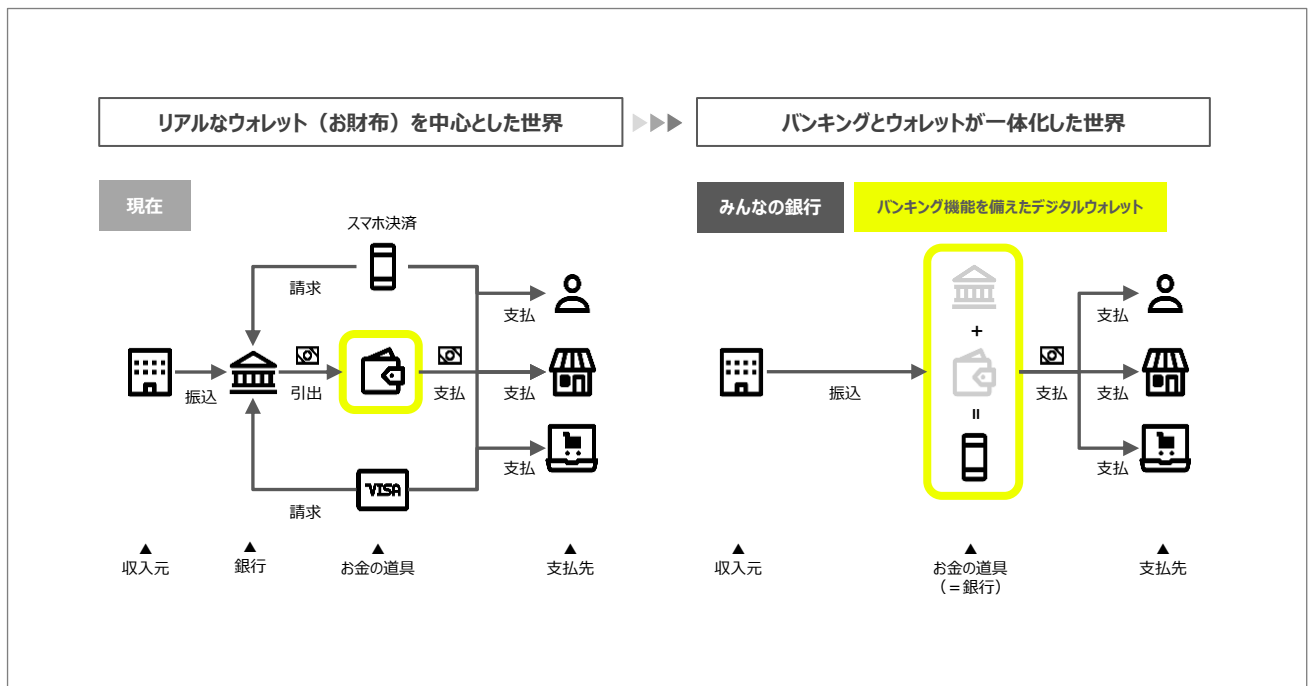 リアルなウォレット（お財布）を中心とした世界
バンキングとウォレットが一体化した世界
現在
スマホ決済
請求
振込
引出
支払
支払
支払
支払
VISA
請求
▲
収入元
▲
銀行
▲
お金の道具
▲
支払先
みんなの銀行
バンキング機能を備えたデジタルウォレット
+
=
振込
支払
支払
支払
支払
▲
収入元
▲
お金の道具
（＝銀行）
▲
支払先